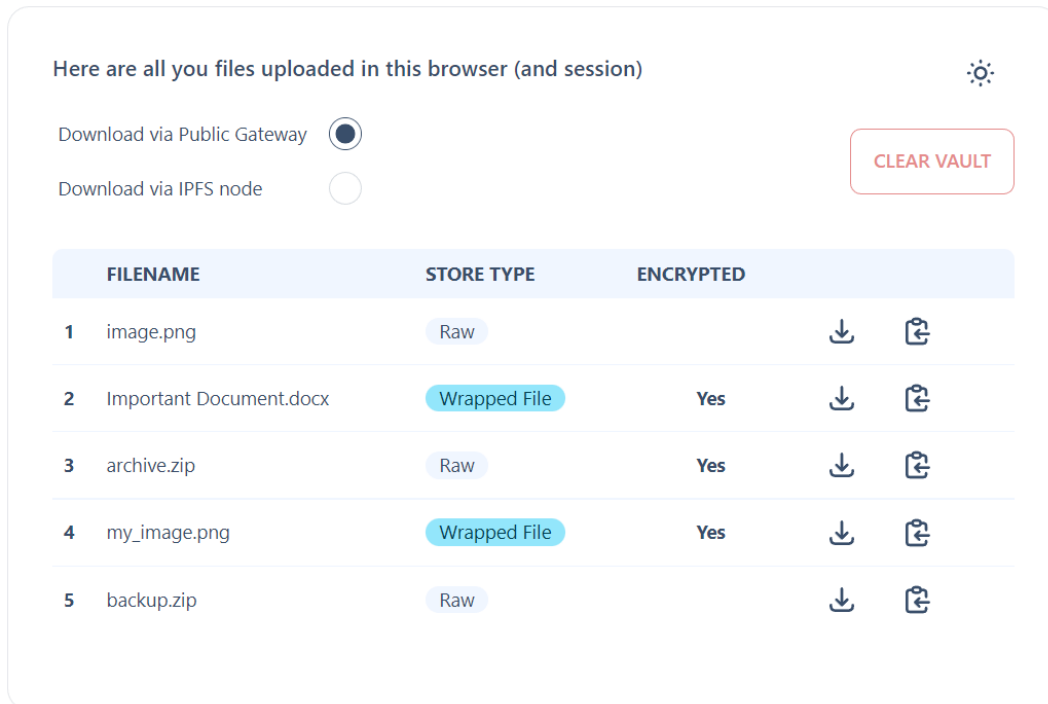 Here are all you files uploaded in this browser (and session)
Download via Public Gateway
Download via IPFS node
CLEAR VAULT
FILENAME STORE TYPE ENCRYPTED
1 image.png Raw
2 Important Document.docx Wrapped File Yes
3 archive.zip Raw Yes
4 my_image.png Wrapped File Yes
5 backup.zip Raw